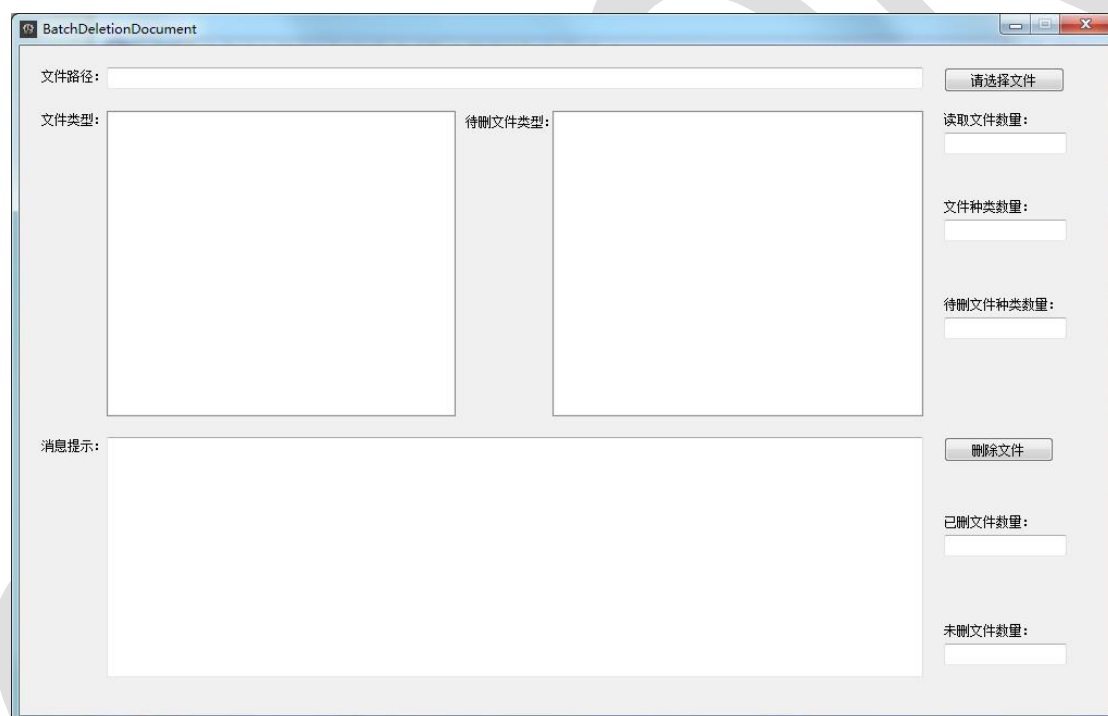 BatchDeletionDocument
文件路径：
请选择文件
文件类型：
待删文件类型：
读取文件数量：
文件种类数量：
待删文件种类数量：
消息提示：
删除文件
已删文件数量：
未删文件数量：